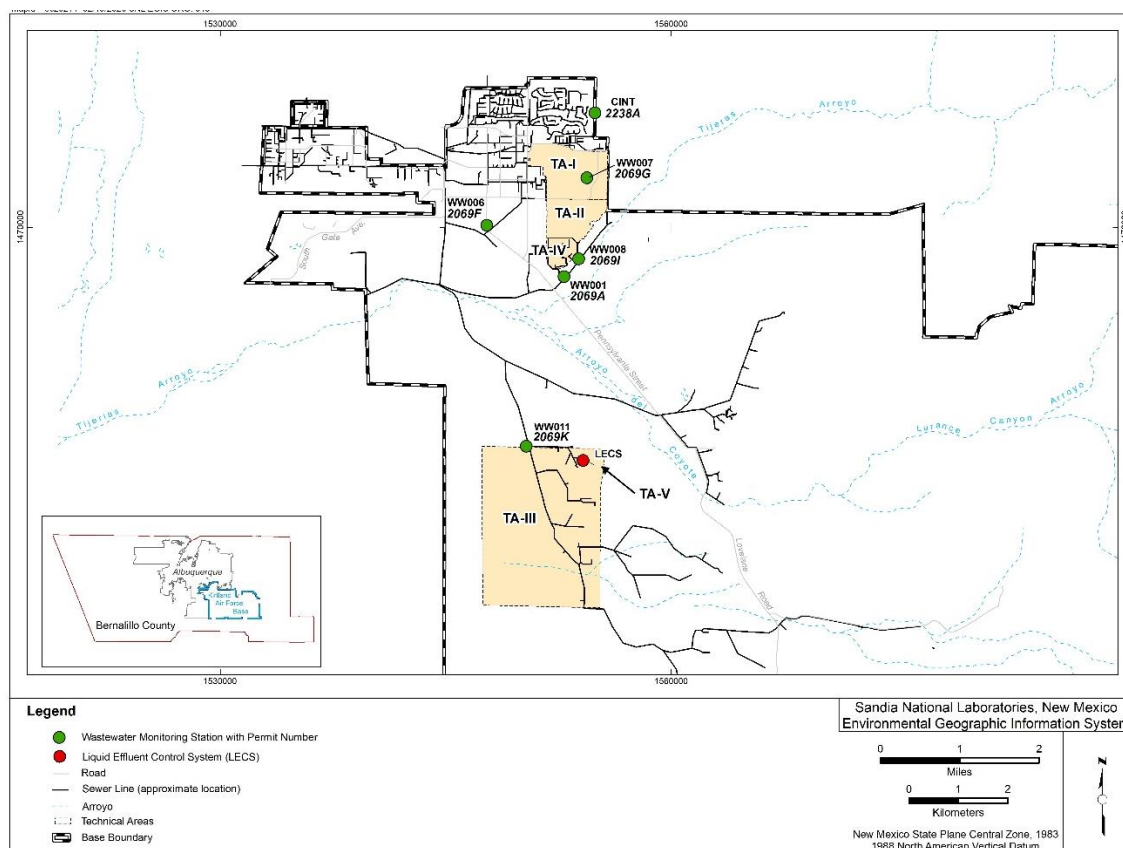 1530000
1560000
CINT
2238A
Tijeras
Arroyo
TA-I
WW007
2069G
WW006
2069F
TA-II
1470000
South
Gate
Ave.
TA-IV
WW008
2069I
WW001
2069A
Pennsylvania Street
Arroyo
del
Coyote
Tijeras
Arroyo
Lurance
Canyon
Arroyo
WW011
2069K
LECS
TA-V
TA-III
Lovelace
Road
Albuquerque
Kirtland
Air Force
Base
Bernalillo County
1530000
1560000
Legend
Wastewater Monitoring Station with Permit Number
Liquid Effluent Control System (LECS)
Road
Sewer Line (approximate location)
Arroyo
Technical Areas
Base Boundary
Sandia National Laboratories, New Mexico
Environmental Geographic Information System
0 1 2
Miles
0 1 2
Kilometers
N
New Mexico State Plane Central Zone, 1983
1988 North American Vertical Datum